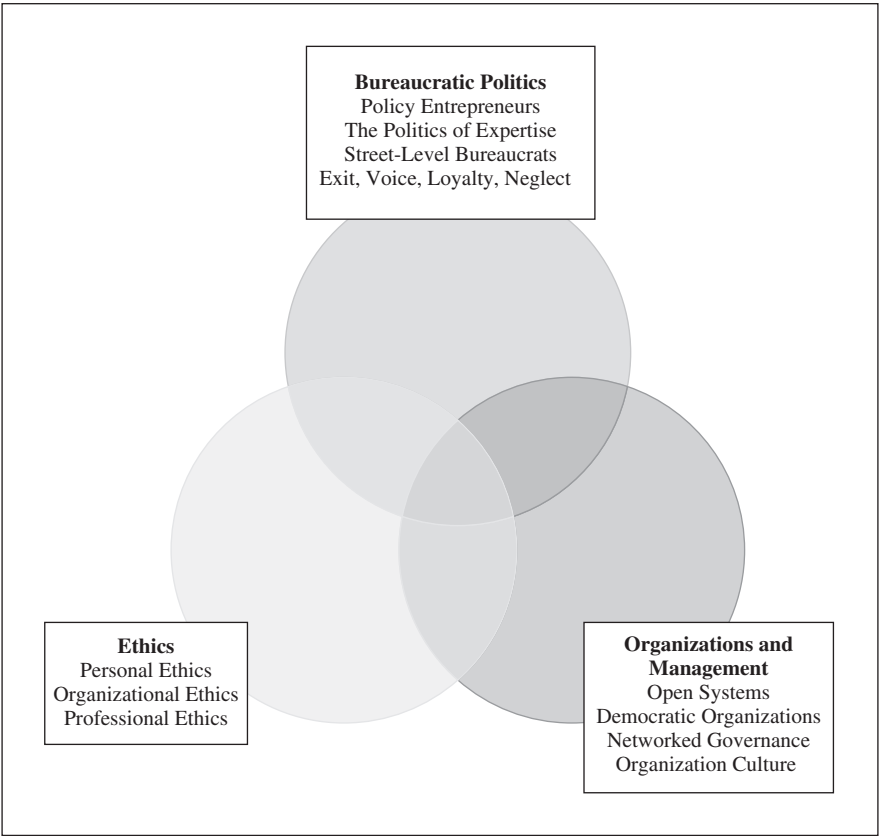 Bureaucratic Politics
Policy Entrepreneurs
The Politics of Expertise
Street-Level Bureaucrats
Exit, Voice, Loyalty, Neglect
Ethics
Personal Ethics
Organizational Ethics
Professional Ethics
Organizations and
Management
Open Systems
Democratic Organizations
Networked Governance
Organization Culture